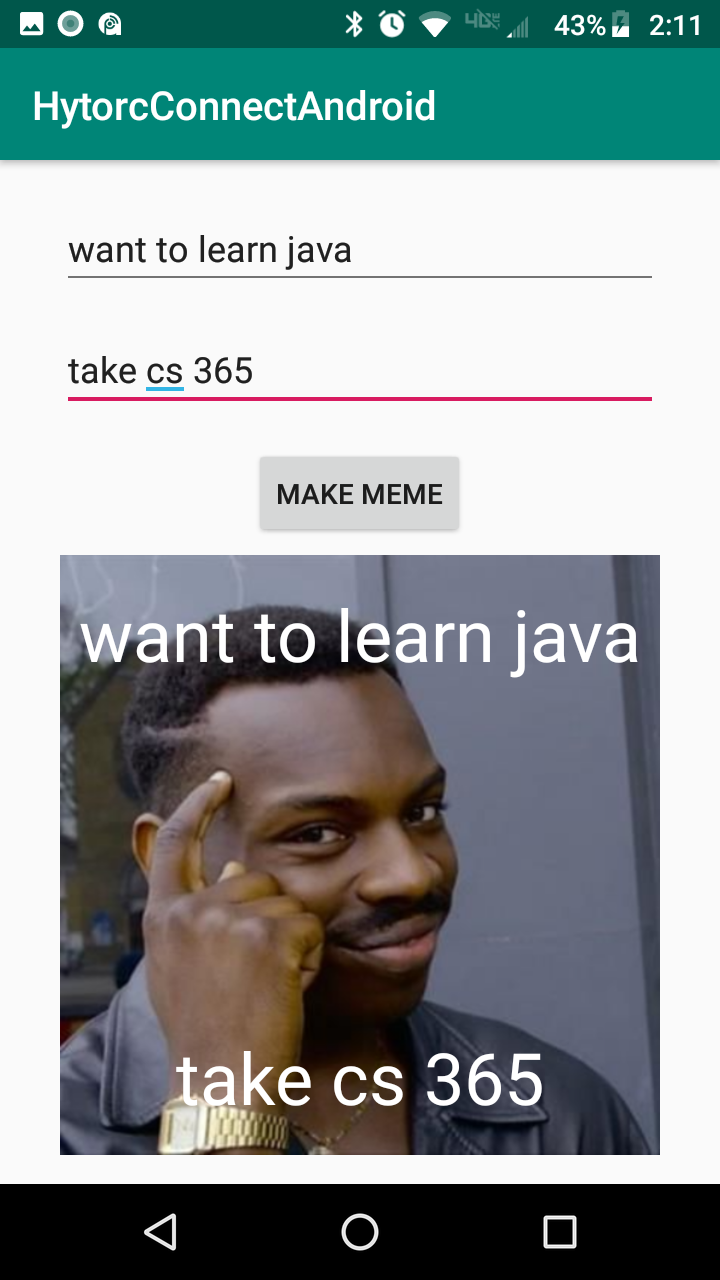 43% 2:11
HytorcConnectAndroid
want to learn java
take cs 365
MAKE MEME
want to learn java
take cs 365